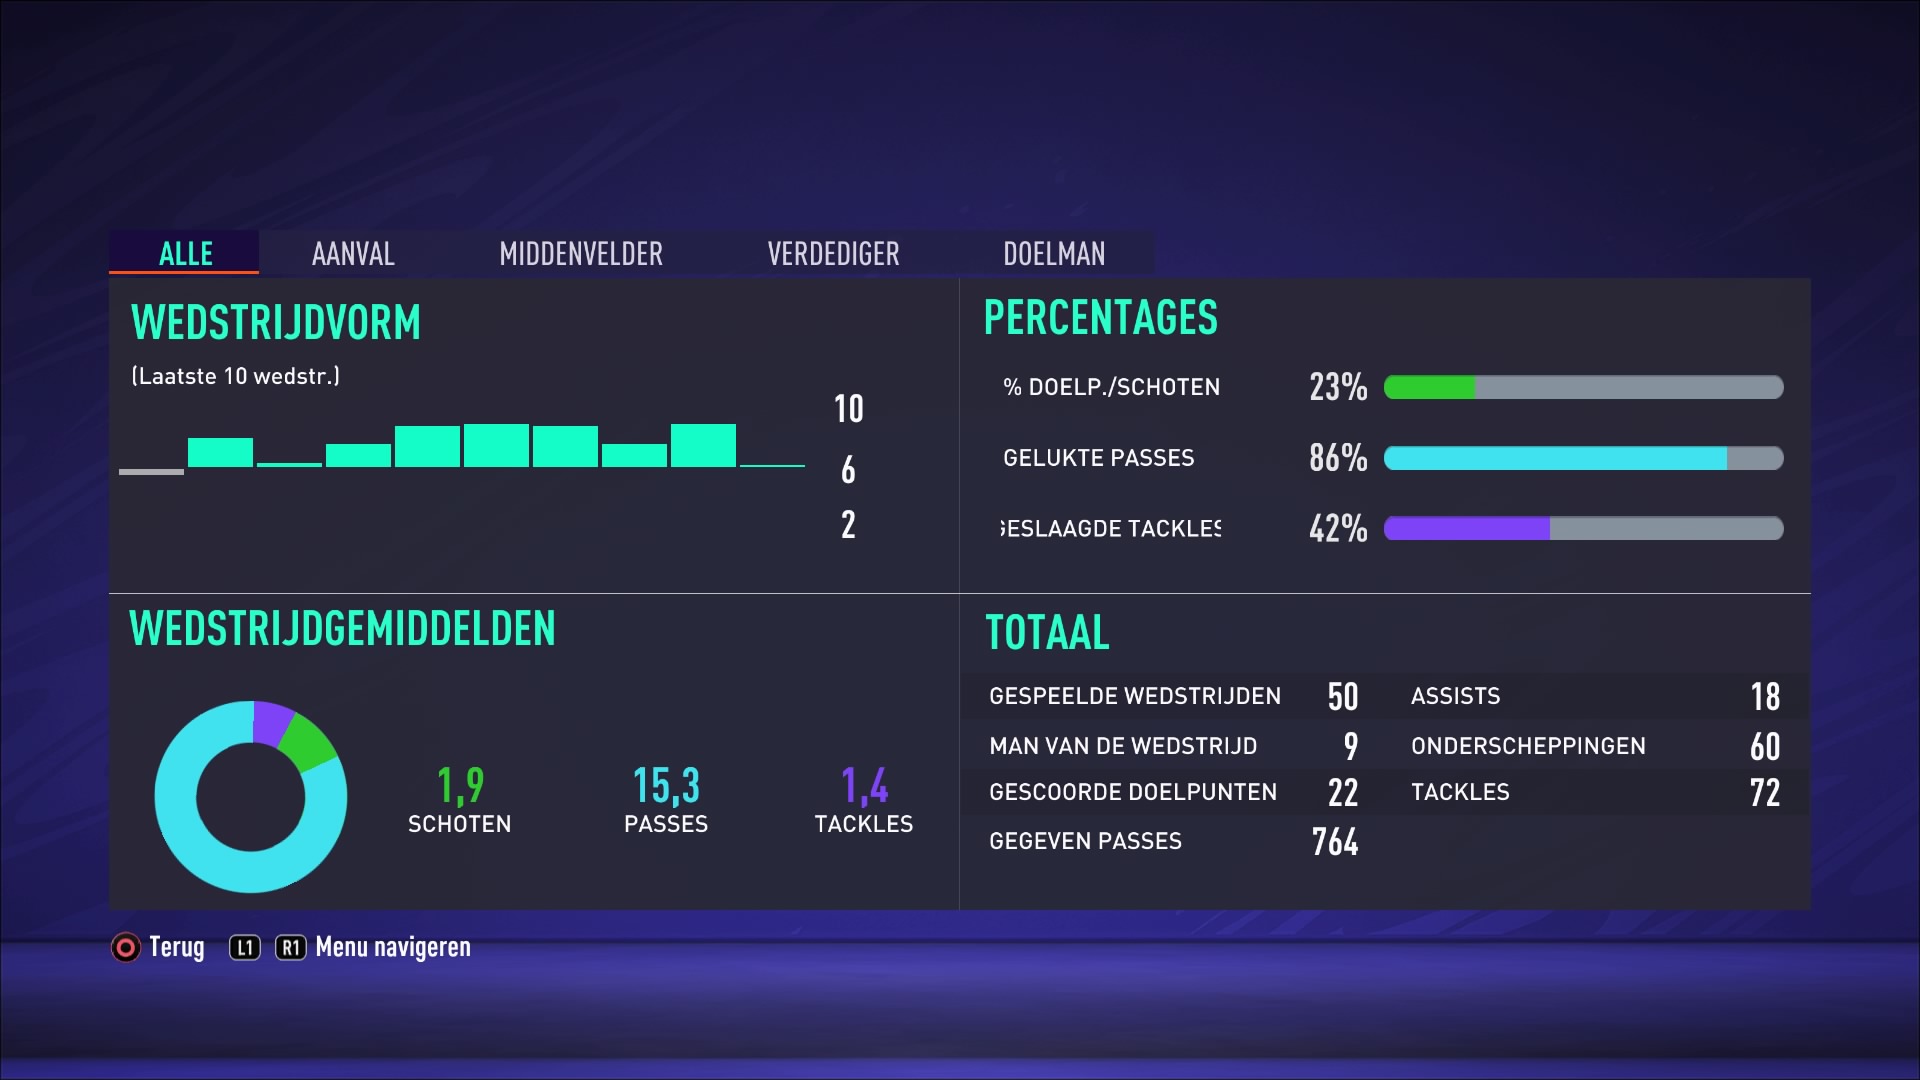 ALLE AANVAL MIDDENVELDER VERDEDIGER DOELMAN
WEDSTRIJDVORM
(Laatste 10 wedstr.)
10
6
2
PERCENTAGES
% DOELP./SCHOTEN 23%
GELUKTE PASSES 86%
GESLAAGDE TACKLES 42%
WEDSTRIJDGEMIDDELDEN
1,9 15,3 1,4
SCHOTEN PASSES TACKLES
TOTAAL
GESPEELDE WEDSTRIJDEN 50 ASSISTS 18
MAN VAN DE WEDSTRIJD 9 ONDERSCHEPPINGEN 60
GESCOORDE DOELPUNTEN 22 TACKLES 72
GEGEVEN PASSES 764
Terug L1 R1 Menu navigeren